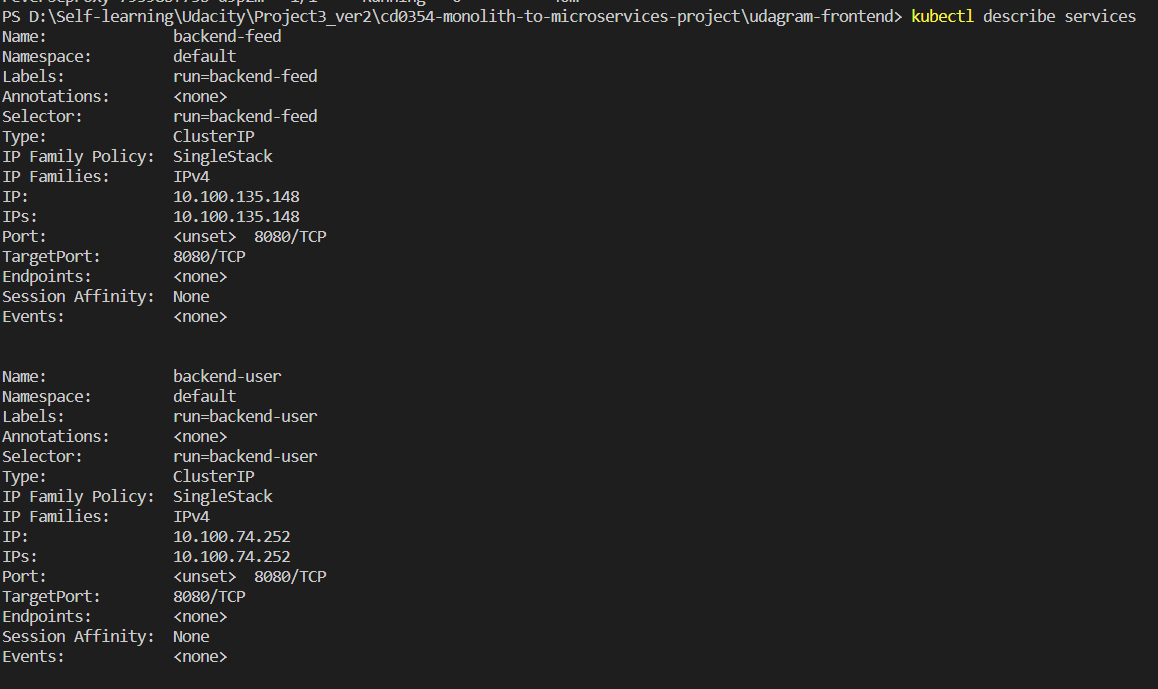 PS D:\Self-learning\Udacity\Project3_ver2\cd0354-monolith-to-microservices-project\udagram-frontend> kubectl describe services
Name: backend-feed
Namespace: default
Labels: run=backend-feed
Annotations: <none>
Selector: run=backend-feed
Type: ClusterIP
IP Family Policy: SingleStack
IP Families: IPv4
IP: 10.100.135.148
IPs: 10.100.135.148
Port: <unset> 8080/TCP
TargetPort: 8080/TCP
Endpoints: <none>
Session Affinity: None
Events: <none>
Name: backend-user
Namespace: default
Labels: run=backend-user
Annotations: <none>
Selector: run=backend-user
Type: ClusterIP
IP Family Policy: SingleStack
IP Families: IPv4
IP: 10.100.74.252
IPs: 10.100.74.252
Port: <unset> 8080/TCP
TargetPort: 8080/TCP
Endpoints: <none>
Session Affinity: None
Events: <none>